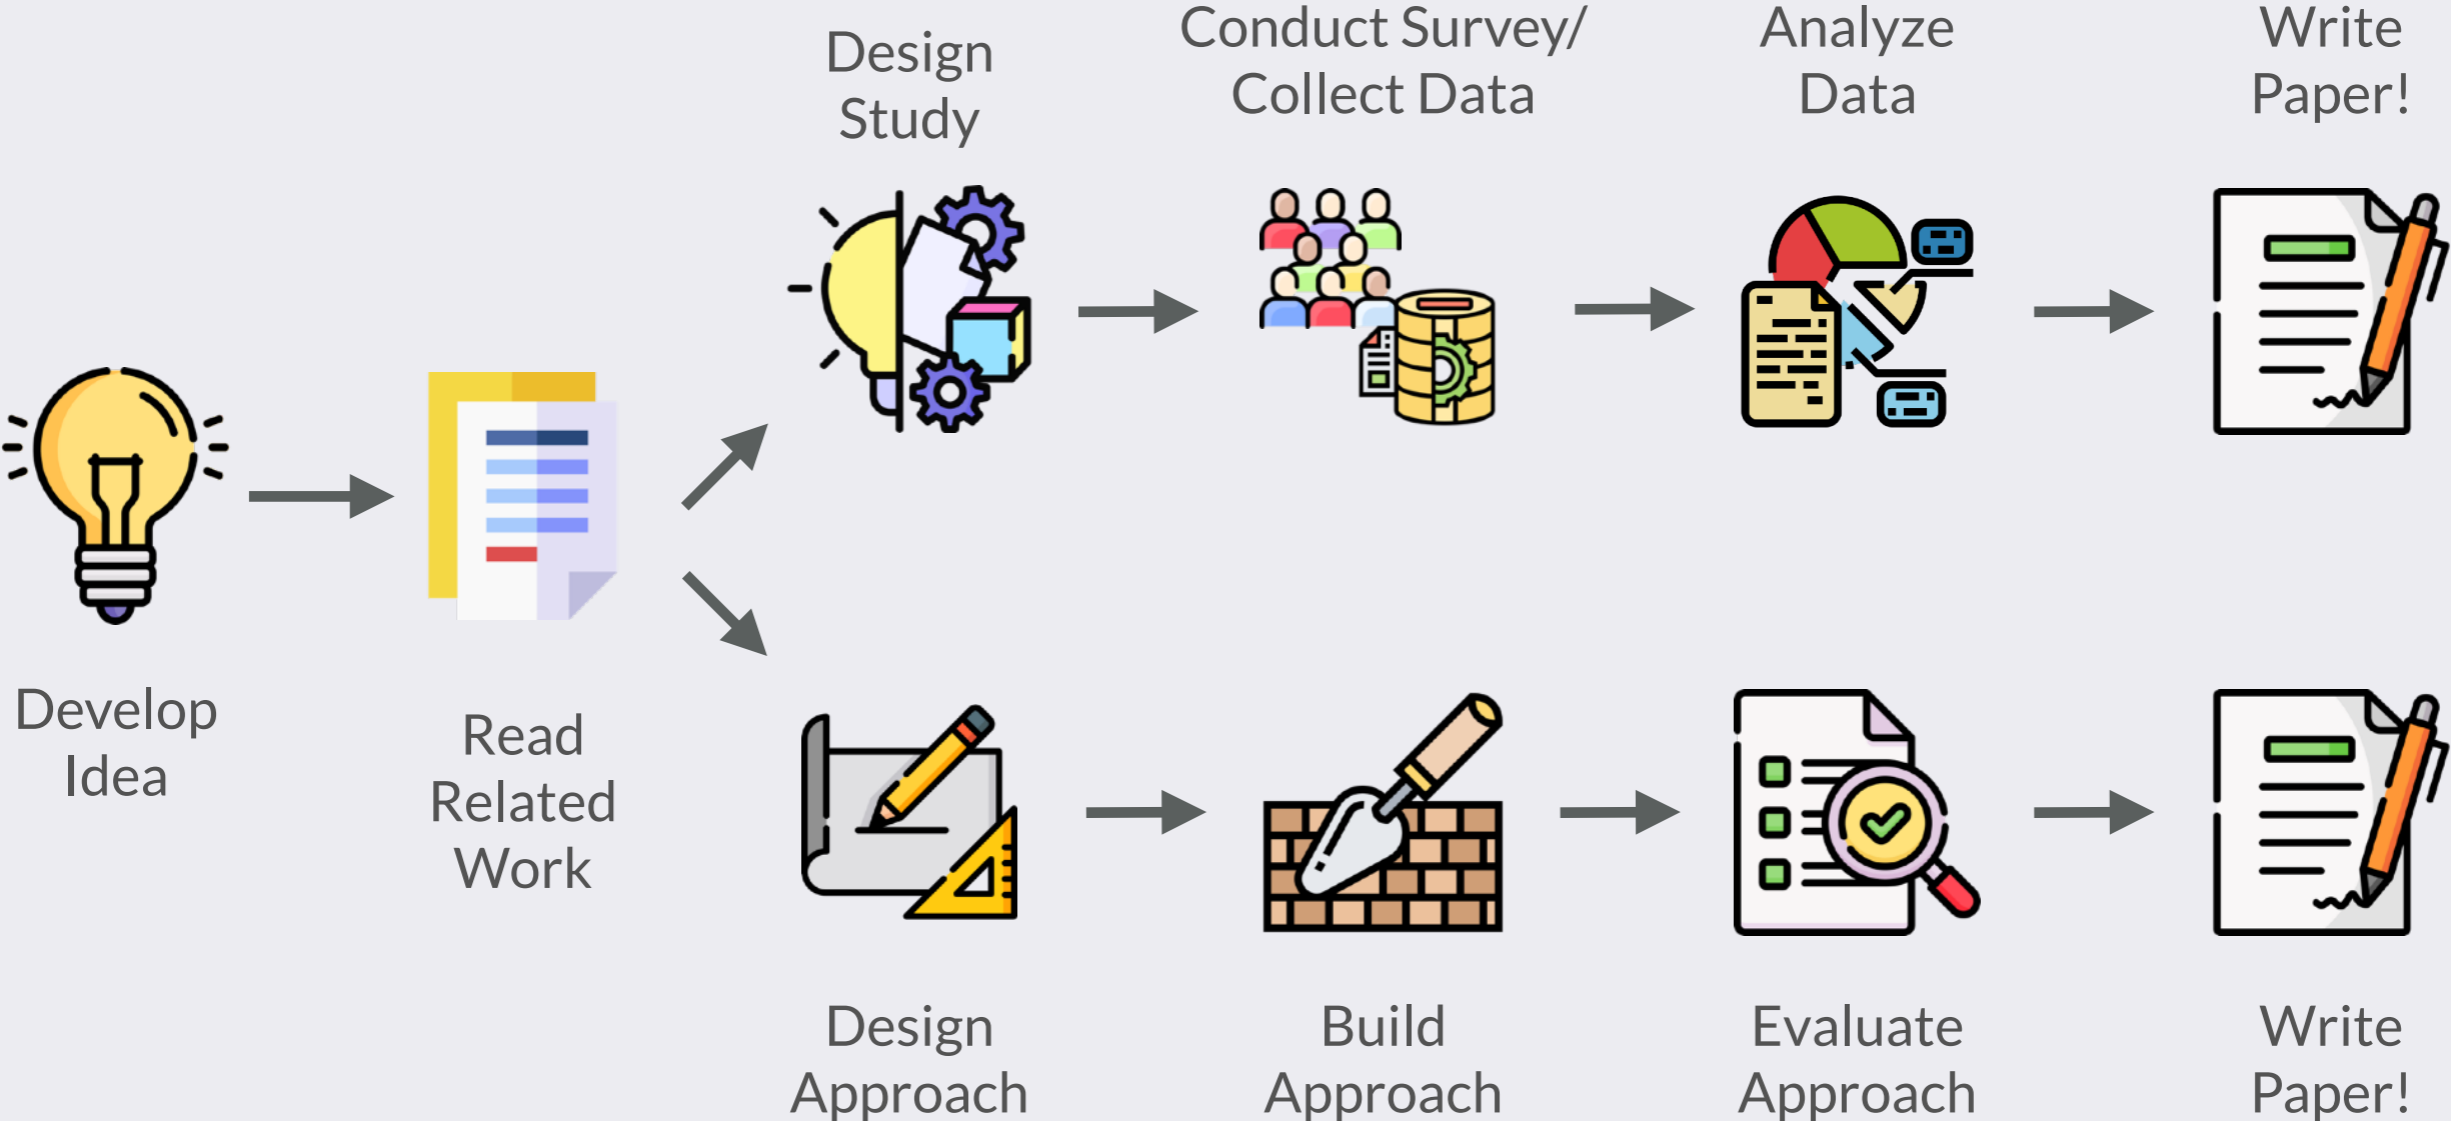 Design
Study
Conduct Survey/
Collect Data
Analyze
Data
Write
Paper!
Develop
Idea
Read
Related
Work
Design
Approach
Build
Approach
Evaluate
Approach
Write
Paper!